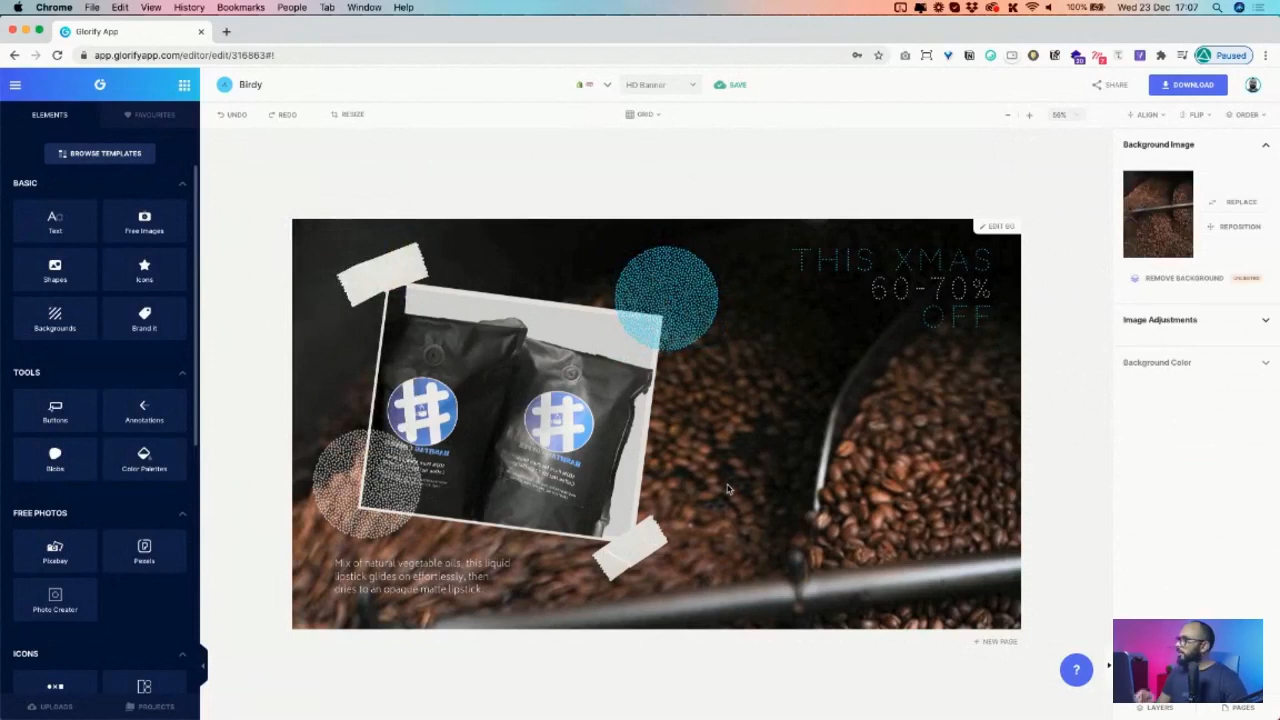 Chrome File Edit View History Bookmarks People Tab Window Help
100% Wed 23 Dec 17:07
Glorify App
app.glorifyapp.com/editor/edit/316863#!
Paused
Birdy
HD Banner
SAVE
SHARE
DOWNLOAD
ELEMENTS
FAVOURITES
UNDO
REDO
RESIZE
GRID
56%
ALIGN
FLIP
ORDER
BROWSE TEMPLATES
BASIC
Text
Free Images
Shapes
Icons
Backgrounds
Brand it
TOOLS
Buttons
Annotations
Blobs
Color Palettes
FREE PHOTOS
Pixabay
Pexels
Photo Creator
ICONS
UPLOADS
PROJECTS
EDIT BG
THIS XMAS
60-70%
OFF
Mix of natural vegetable oils, this liquid
lipstick glides on effortlessly, then
dries to an opaque matte lipstick.
+ NEW PAGE
Background Image
REPLACE
REPOSITION
REMOVE BACKGROUND
Image Adjustments
Background Color
?
LAYERS
PAGES